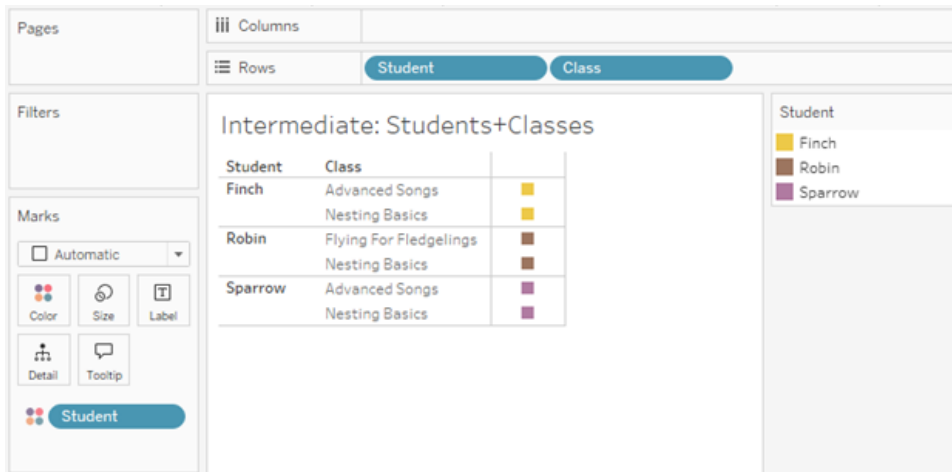 Pages
Columns
Rows Student Class
Filters
Intermediate: Students+Classes
Student Class
Finch Advanced Songs
Nesting Basics
Robin Flying For Fledgelings
Nesting Basics
Sparrow Advanced Songs
Nesting Basics
Student
Finch
Robin
Sparrow
Marks
Automatic
Color Size Label
T
Detail Tooltip
Student